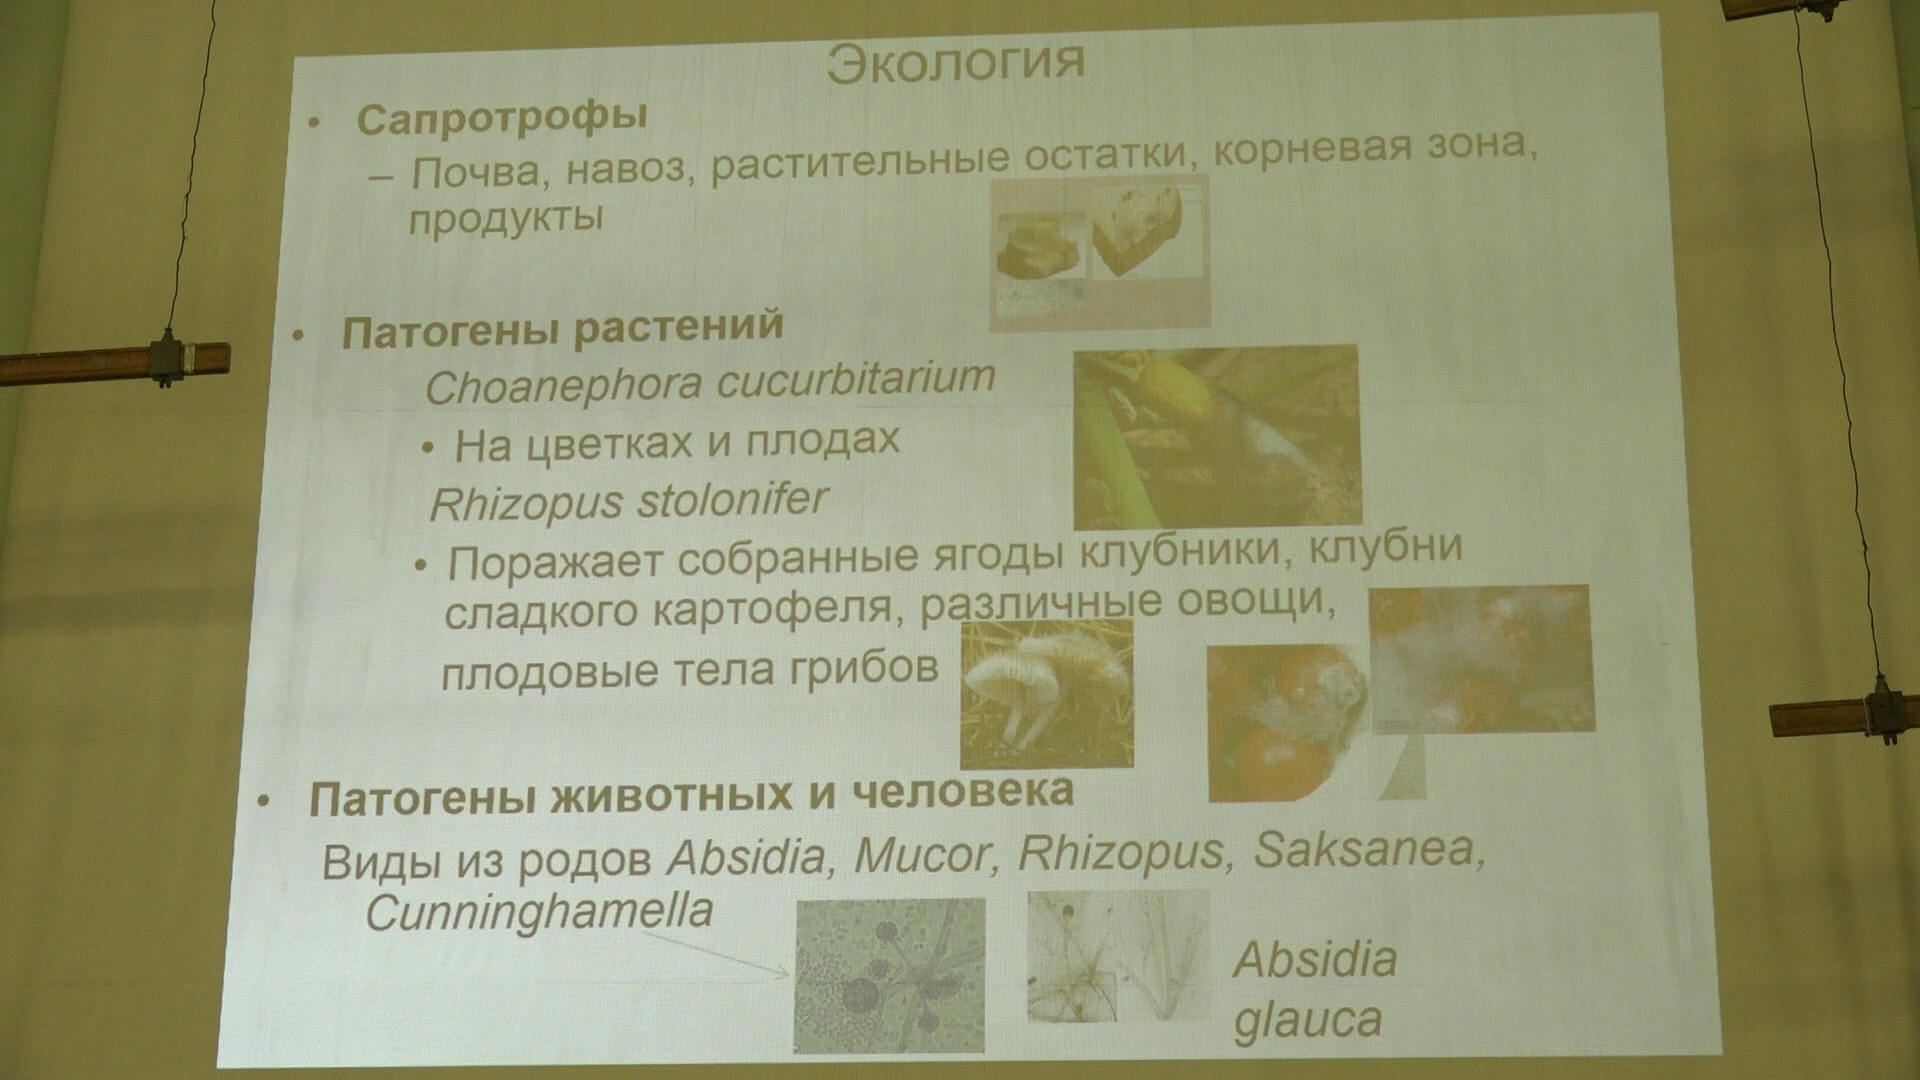 Экология
• Сапротрофы
– Почва, навоз, растительные остатки, корневая зона,
продукты
• Патогены растений
Choanephora cucurbitarium
• На цветках и плодах
Rhizopus stolonifer
• Поражает собранные ягоды клубники, клубни
сладкого картофеля, различные овощи,
плодовые тела грибов
• Патогены животных и человека
Виды из родов Absidia, Mucor, Rhizopus, Saksanea,
Cunninghamella
Absidia
glauca